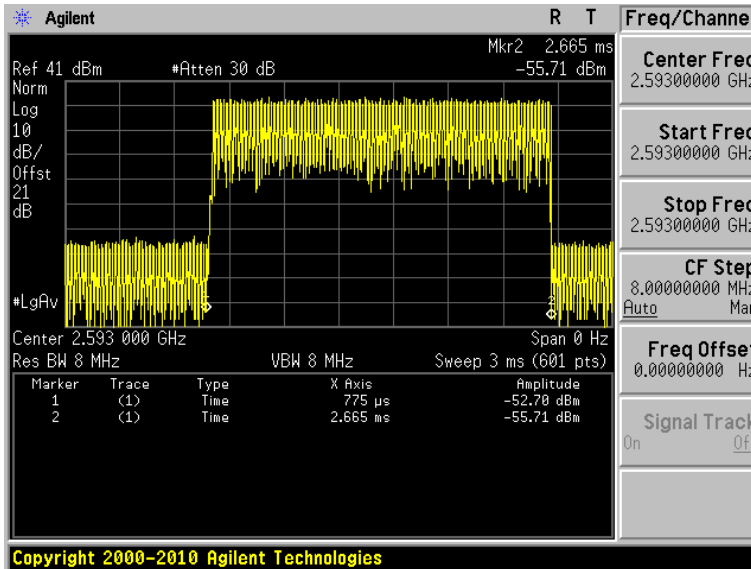 Agilent R T
Freq/Channe
Mkr2 2.665 ms
Ref 41 dBm #Atten 30 dB -55.71 dBm
Norm
Log
10
dB/
Offst
21
dB
#LgAv
1
2
Center 2.593 000 GHz Span 0 Hz
Res BW 8 MHz VBW 8 MHz Sweep 3 ms (601 pts)
Marker Trace Type X Axis Amplitude
1 (1) Time 775 µs -52.70 dBm
2 (1) Time 2.665 ms -55.71 dBm
Center Freq
2.59300000 GHz
Start Freq
2.59300000 GHz
Stop Freq
2.59300000 GHz
CF Step
8.00000000 MHz
Auto Man
Freq Offset
0.00000000 Hz
Signal Track
On Off
Copyright 2000-2010 Agilent Technologies